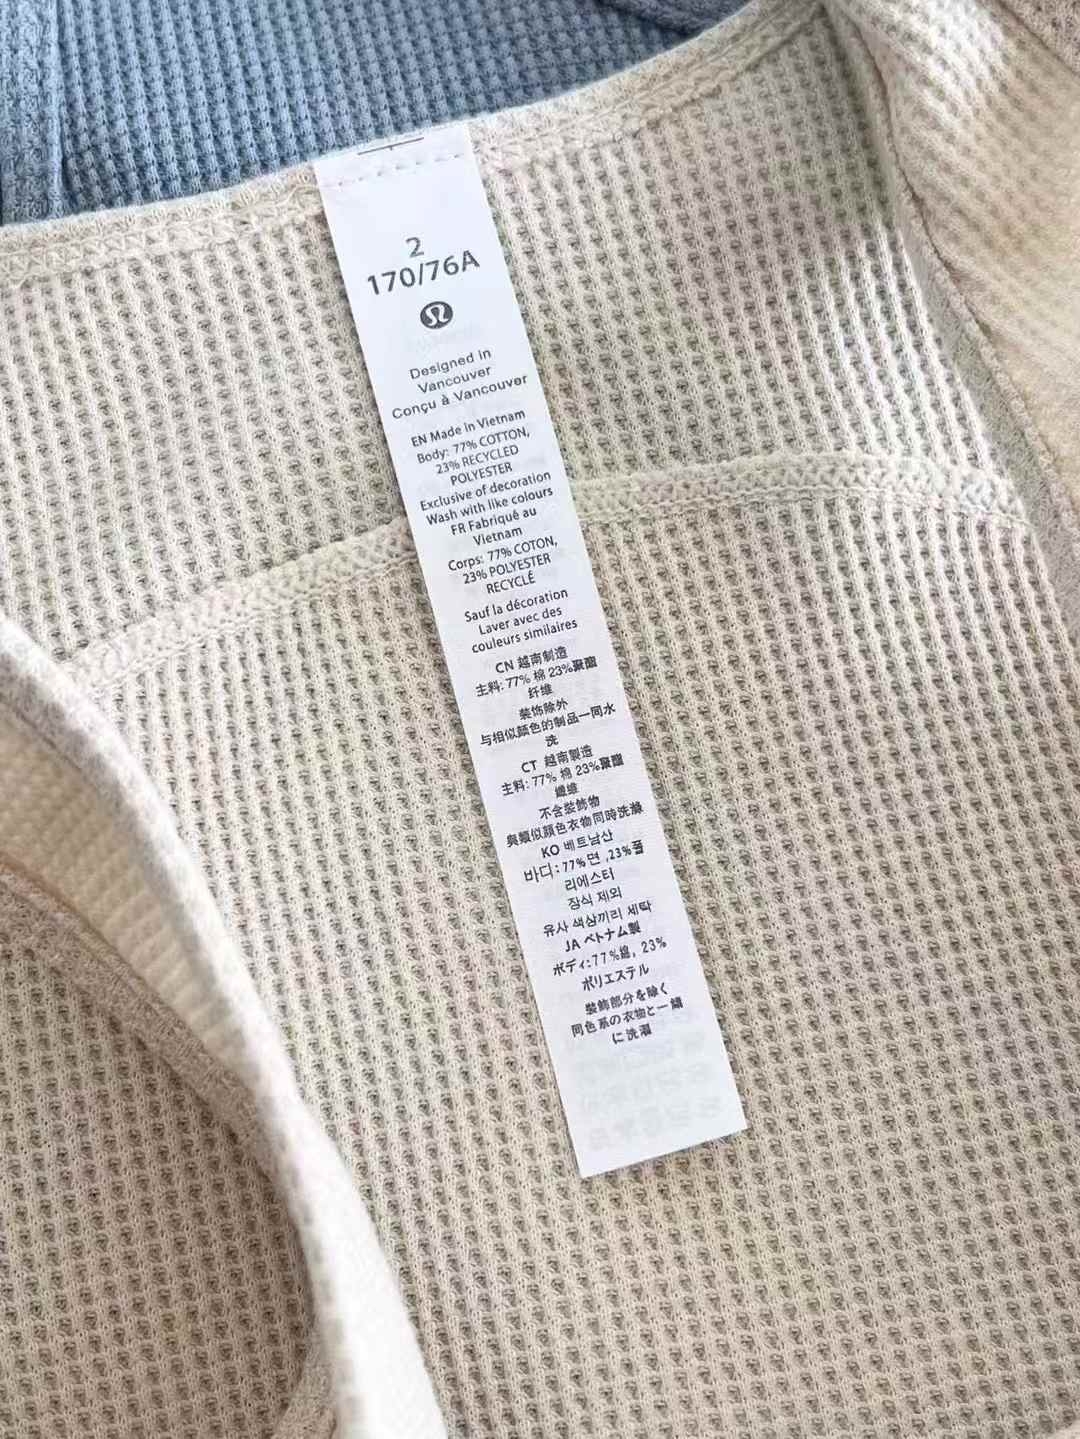 2
170/76A
Designed in
Vancouver
Conçu à Vancouver
EN Made in Vietnam
Body: 77% COTTON,
23% RECYCLED
POLYESTER
Exclusive of decoration
Wash with like colours
FR Fabriqué au
Vietnam
Corps: 77% COTON,
23% POLYESTER
RECYCLÉ
Sauf la décoration
Laver avec des
couleurs similaires
CN 越南制造
主料: 77% 棉 23%聚酯
纤维
装饰除外
与相似颜色的制品一同水
洗
CT 越南製造
主料: 77% 棉 23%聚酯
纖維
不含裝飾物
與類似顏色衣物同時洗滌
KO 베트남산
바디: 77% 면 ,23%폴
리에스터
장식 제외
유사 색상끼리 세탁
JA ベトナム製
ボディ:77%綿, 23%
ポリエステル
装飾部分を除く
同色系の衣物と一緒
に洗濯